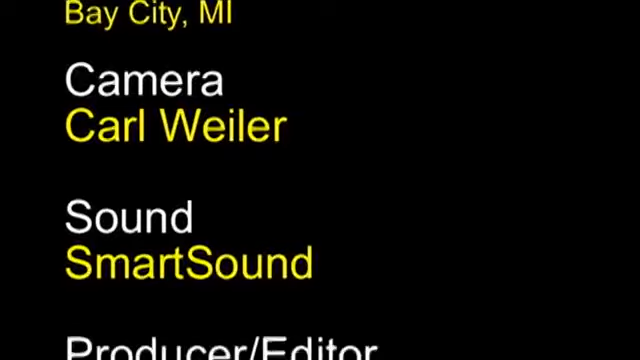 Bay City, MI
Camera
Carl Weiler
Sound
SmartSound
Producer/Editor